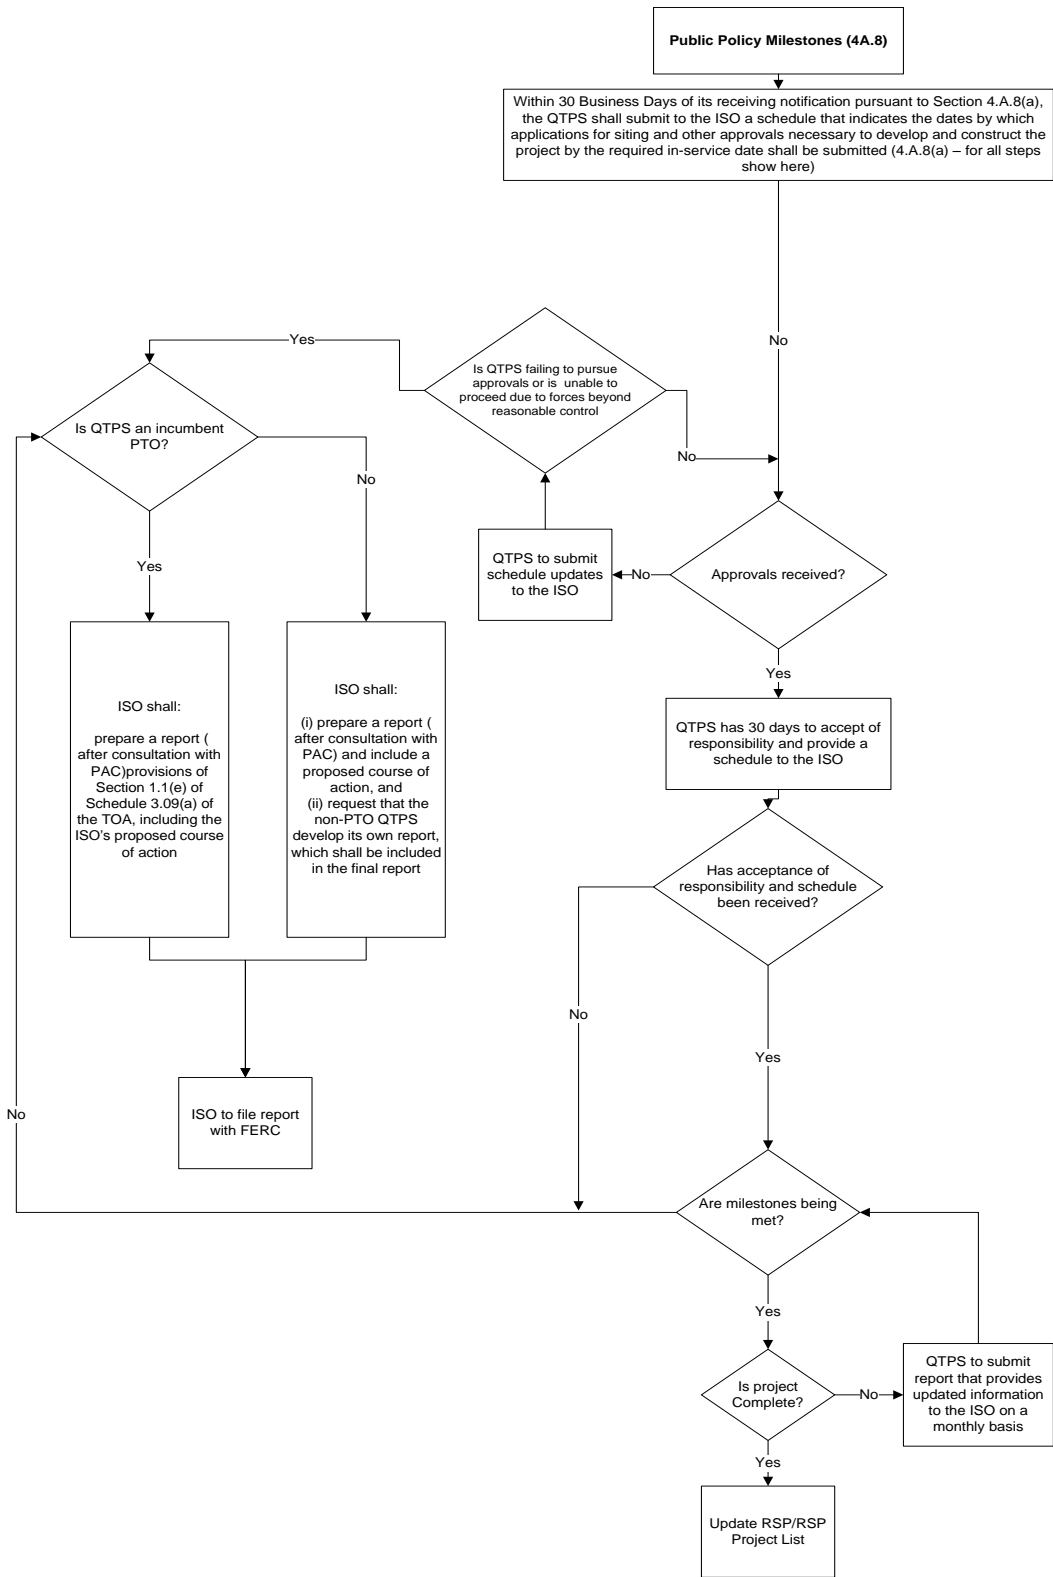 Public Policy Milestones (4A.8)
Within 30 Business Days of its receiving notification pursuant to Section 4.A.8(a),
the QTPS shall submit to the ISO a schedule that indicates the dates by which
applications for siting and other approvals necessary to develop and construct the
project by the required in-service date shall be submitted (4.A.8(a) – for all steps
show here)
No
Is QTPS failing to pursue
approvals or is unable to
proceed due to forces beyond
reasonable control
Yes
No
Is QTPS an incumbent
PTO?
No
Yes
QTPS to submit
schedule updates
to the ISO
No
Approvals received?
Yes
ISO shall:
prepare a report (
after consultation with
PAC)provisions of
Section 1.1(e) of
Schedule 3.09(a) of
the TOA, including the
ISO's proposed course
of action
ISO shall:
(i) prepare a report (
after consultation with
PAC) and include a
proposed course of
action, and
(ii) request that the
non-PTO QTPS
develop its own report,
which shall be included
in the final report
QTPS has 30 days to accept of
responsibility and provide a
schedule to the ISO
Has acceptance of
responsibility and schedule
been received?
No
Yes
ISO to file report
with FERC
No
Are milestones being
met?
Yes
Is project
Complete?
No
QTPS to submit
report that provides
updated information
to the ISO on a
monthly basis
Yes
Update RSP/RSP
Project List